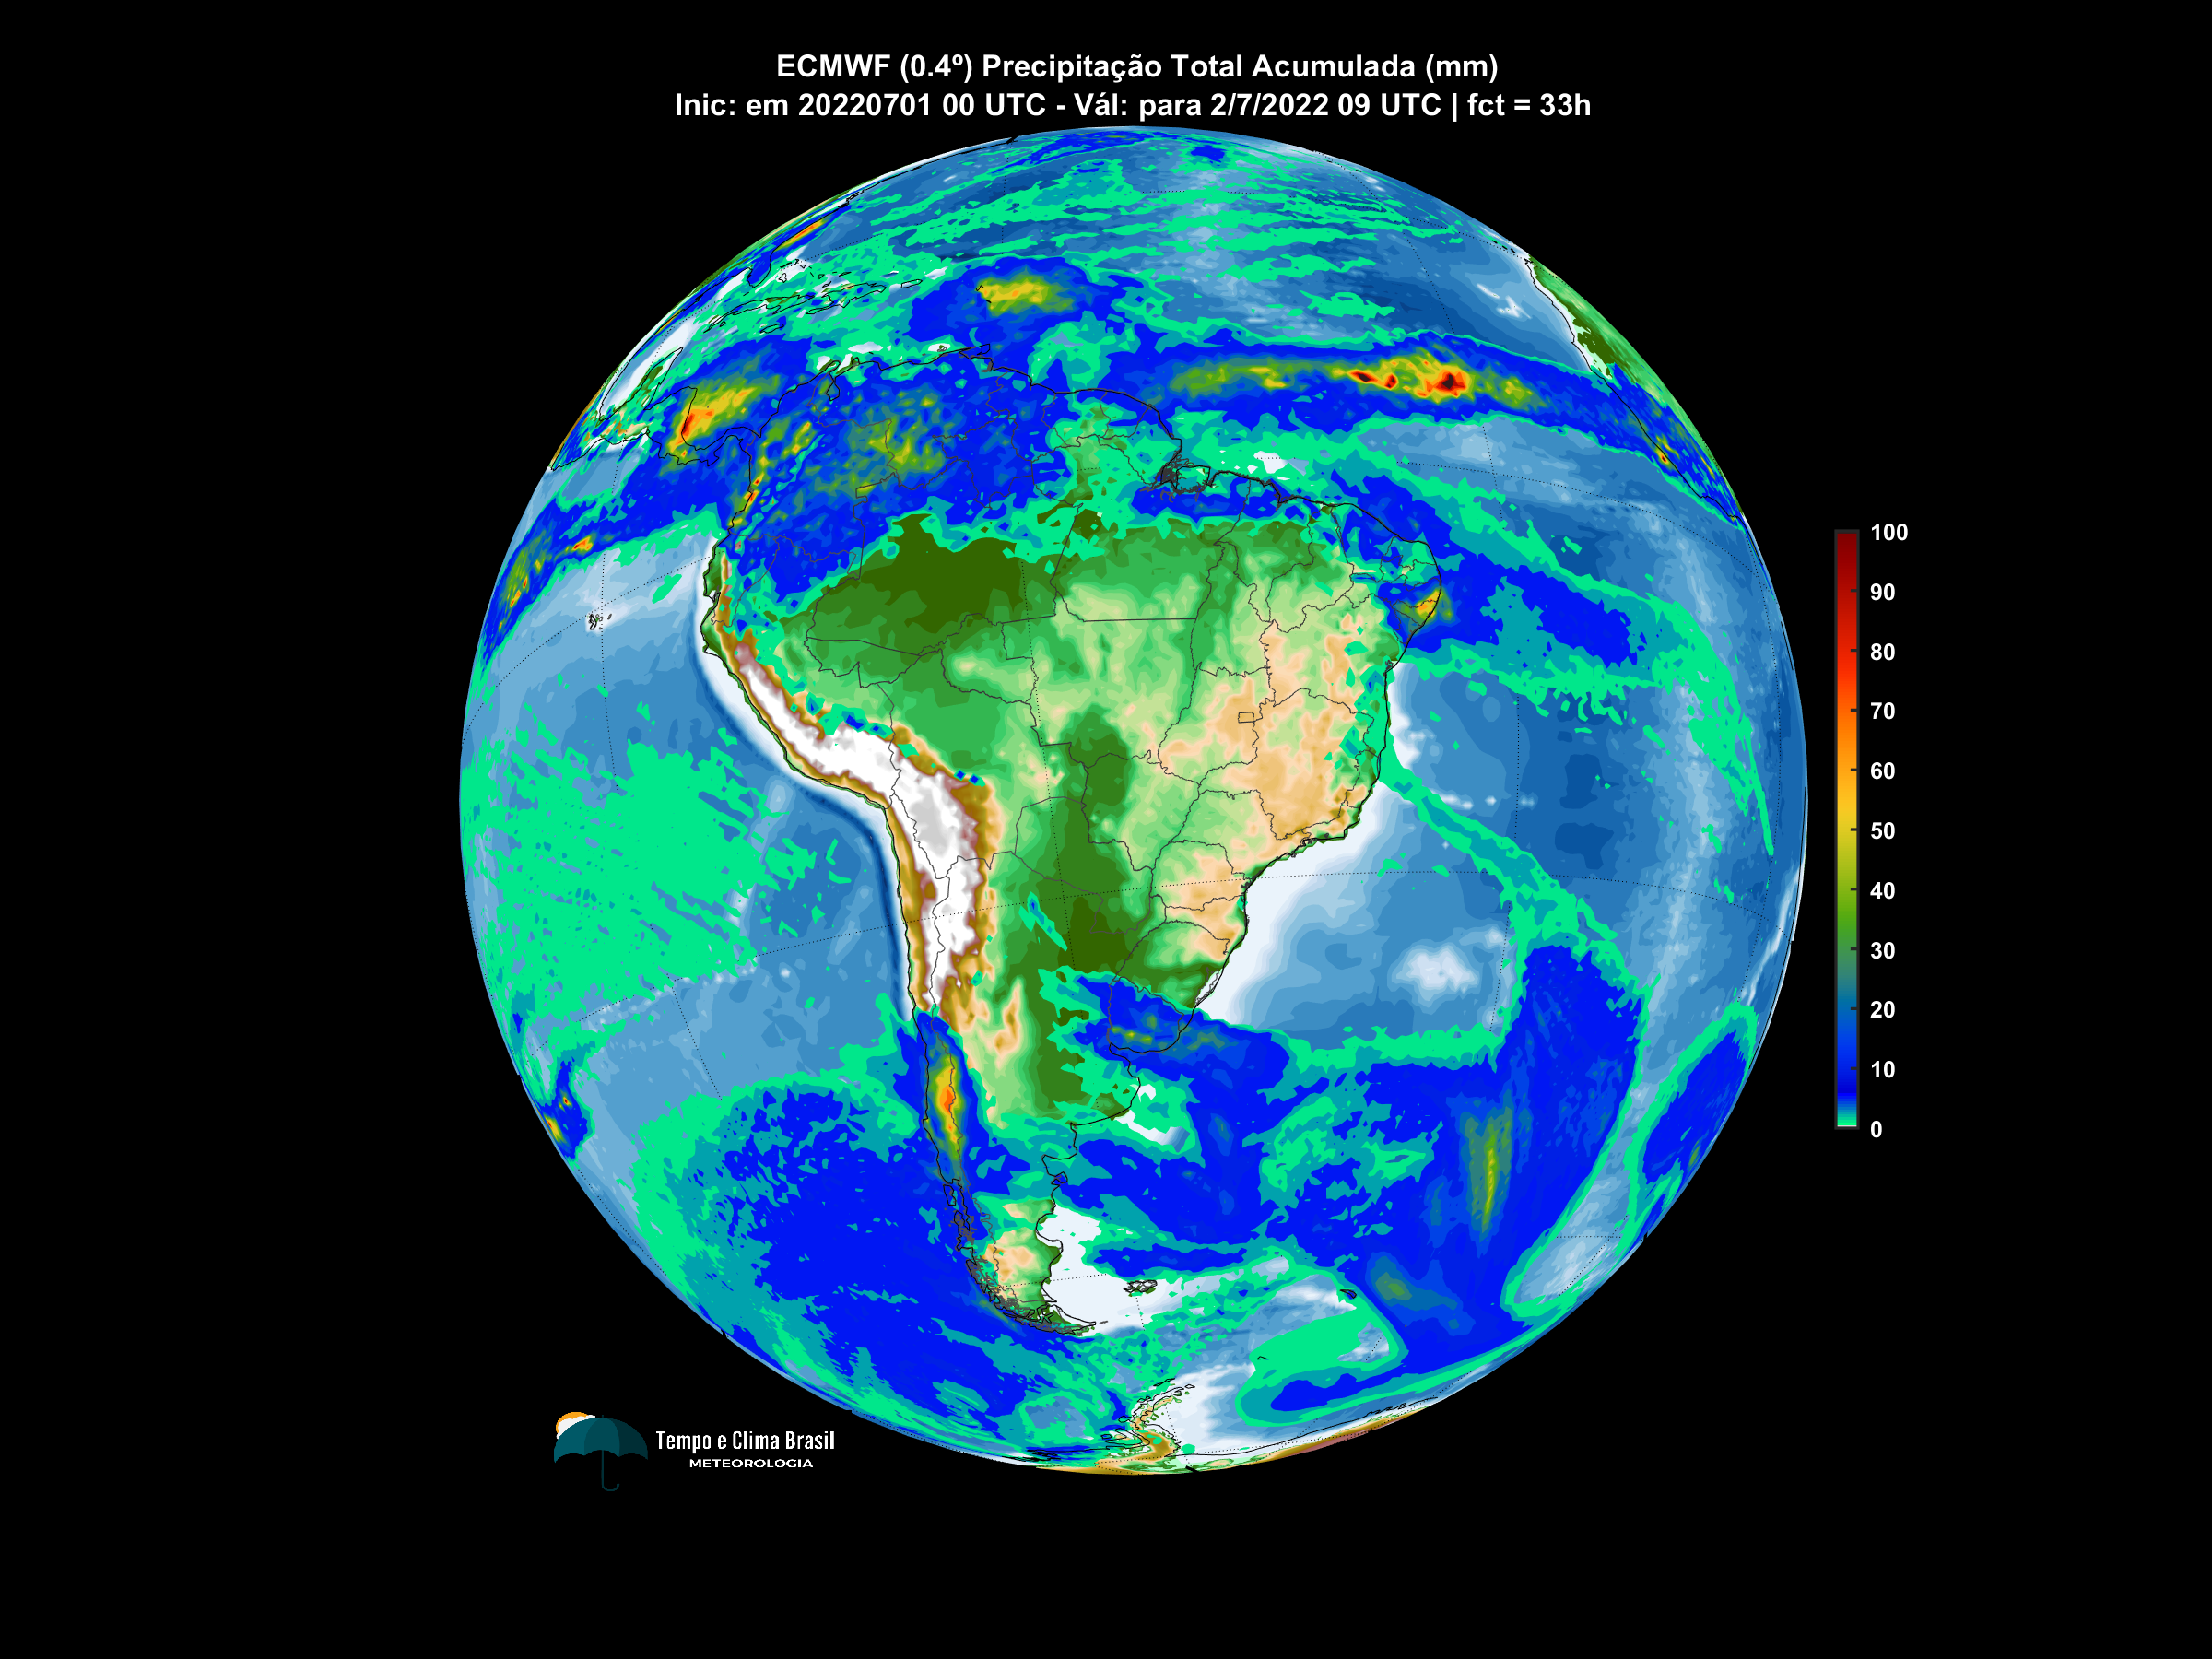 ECMWF (0.4º) Precipitação Total Acumulada (mm)
Inic: em 20220701 00 UTC - Vál: para 2/7/2022 09 UTC | fct = 33h
100
90
80
70
60
50
40
30
20
10
0
Tempo e Clima Brasil
METEOROLOGIA